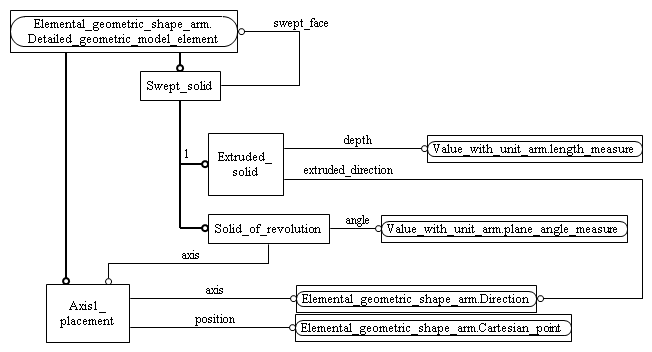 Elemental_geometric_shape_arm.
Detailed_geometric_model_element
swept_face
Swept_solid
1
Extruded_
solid
depth
Value_with_unit_arm.length_measure
extruded_direction
Solid_of_revolution
angle
Value_with_unit_arm.plane_angle_measure
axis
Axis1_
placement
axis
Elemental_geometric_shape_arm.Direction
position
Elemental_geometric_shape_arm.Cartesian_point